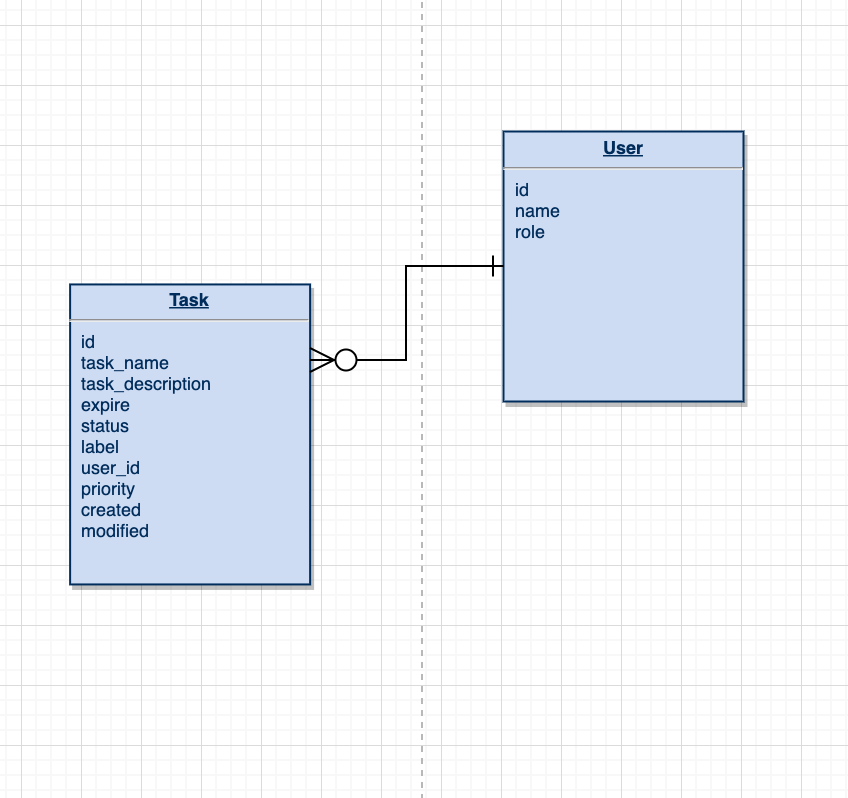 User
id
name
role
Task
id
task_name
task_description
expire
status
label
user_id
priority
created
modified